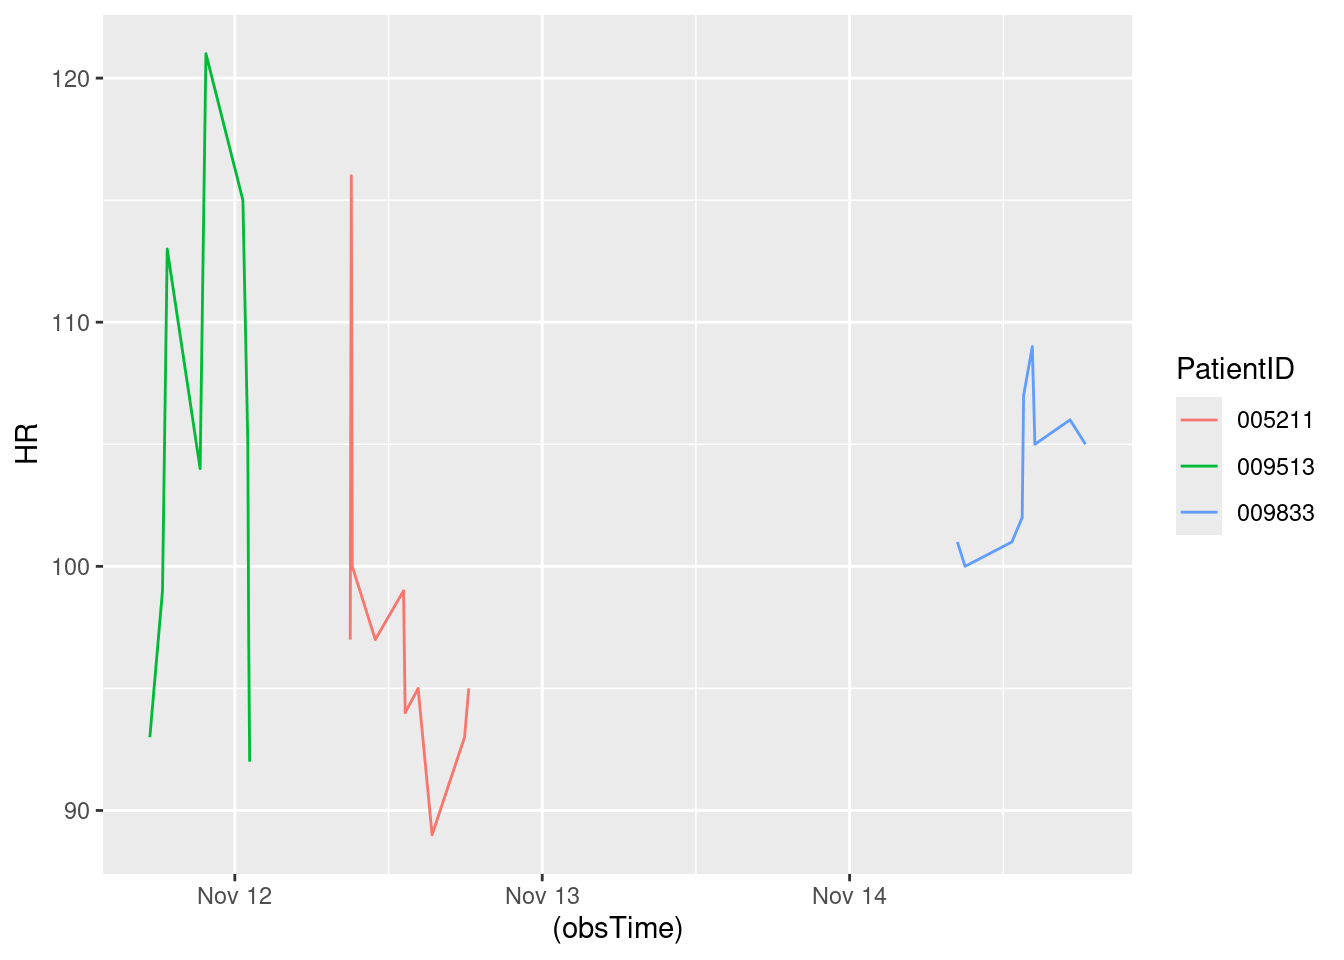 120
110
100
90
HR
Nov 12
Nov 13
Nov 14
(obsTime)
PatientID
005211
009513
009833